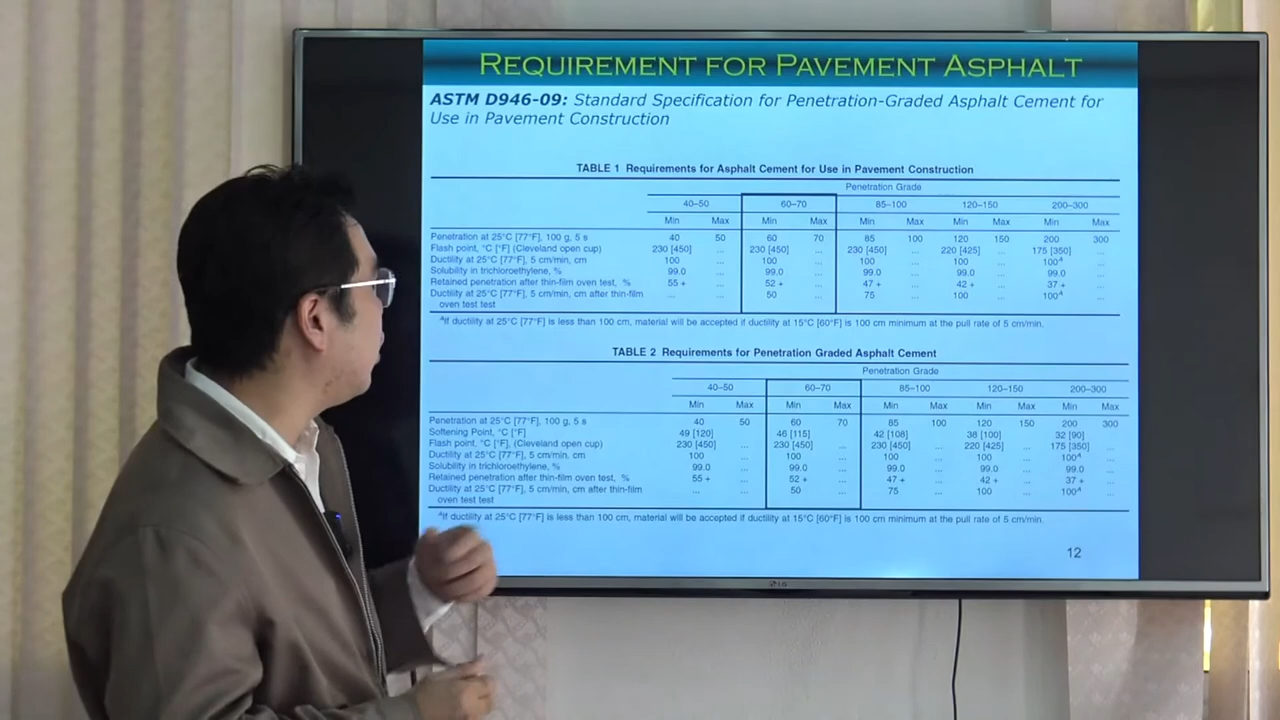 REQUIREMENT FOR PAVEMENT ASPHALT
ASTM D946-09: Standard Specification for Penetration-Graded Asphalt Cement for
Use in Pavement Construction
TABLE 1 Requirements for Asphalt Cement for Use in Pavement Construction
Penetration Grade
40–50 60–70 85–100 120–150 200–300
Min Max Min Max Min Max Min Max Min Max
Penetration at 25°C [77°F], 100 g, 5 s 40 50 60 70 85 100 120 150 200 300
Flash point, °C [°F] (Cleveland open cup) 230 [450] ... 230 [450] ... 230 [450] ... 220 [425] ... 175 [350] ...
Ductility at 25°C [77°F], 5 cm/min, cm 100 ... 100 ... 100 ... 100 ... 100A ...
Solubility in trichloroethylene, % 99.0 ... 99.0 ... 99.0 ... 99.0 ... 99.0 ...
Retained penetration after thin-film oven test, % 55 + ... 52 + ... 47 + ... 42 + ... 37 + ...
Ductility at 25°C [77°F], 5 cm/min, cm after thin-film ... ... 50 ... 75 ... 100 ... 100A ...
oven test test
AIf ductility at 25°C [77°F] is less than 100 cm, material will be accepted if ductility at 15°C [60°F] is 100 cm minimum at the pull rate of 5 cm/min.
TABLE 2 Requirements for Penetration Graded Asphalt Cement
Penetration Grade
40–50 60–70 85–100 120–150 200–300
Min Max Min Max Min Max Min Max Min Max
Penetration at 25°C [77°F], 100 g, 5 s 40 50 60 70 85 100 120 150 200 300
Softening Point, °C [°F] 49 [120] 46 [115] 42 [108] 38 [100] 32 [90]
Flash point, °C [°F], (Cleveland open cup) 230 [450] ... 230 [450] ... 230 [450] ... 220 [425] ... 175 [350] ...
Ductility at 25°C [77°F], 5 cm/min. cm 100 ... 100 ... 100 ... 100 ... 100A ...
Solubility in trichloroethylene, % 99.0 ... 99.0 ... 99.0 ... 99.0 ... 99.0 ...
Retained penetration after thin-film oven test, % 55 + ... 52 + ... 47 + ... 42 + ... 37 + ...
Ductility at 25°C [77°F], 5 cm/min, cm after thin-film ... ... 50 ... 75 ... 100 ... 100A ...
oven test test
AIf ductility at 25°C [77°F] is less than 100 cm, material will be accepted if ductility at 15°C [60°F] is 100 cm minimum at the pull rate of 5 cm/min.
12
LG